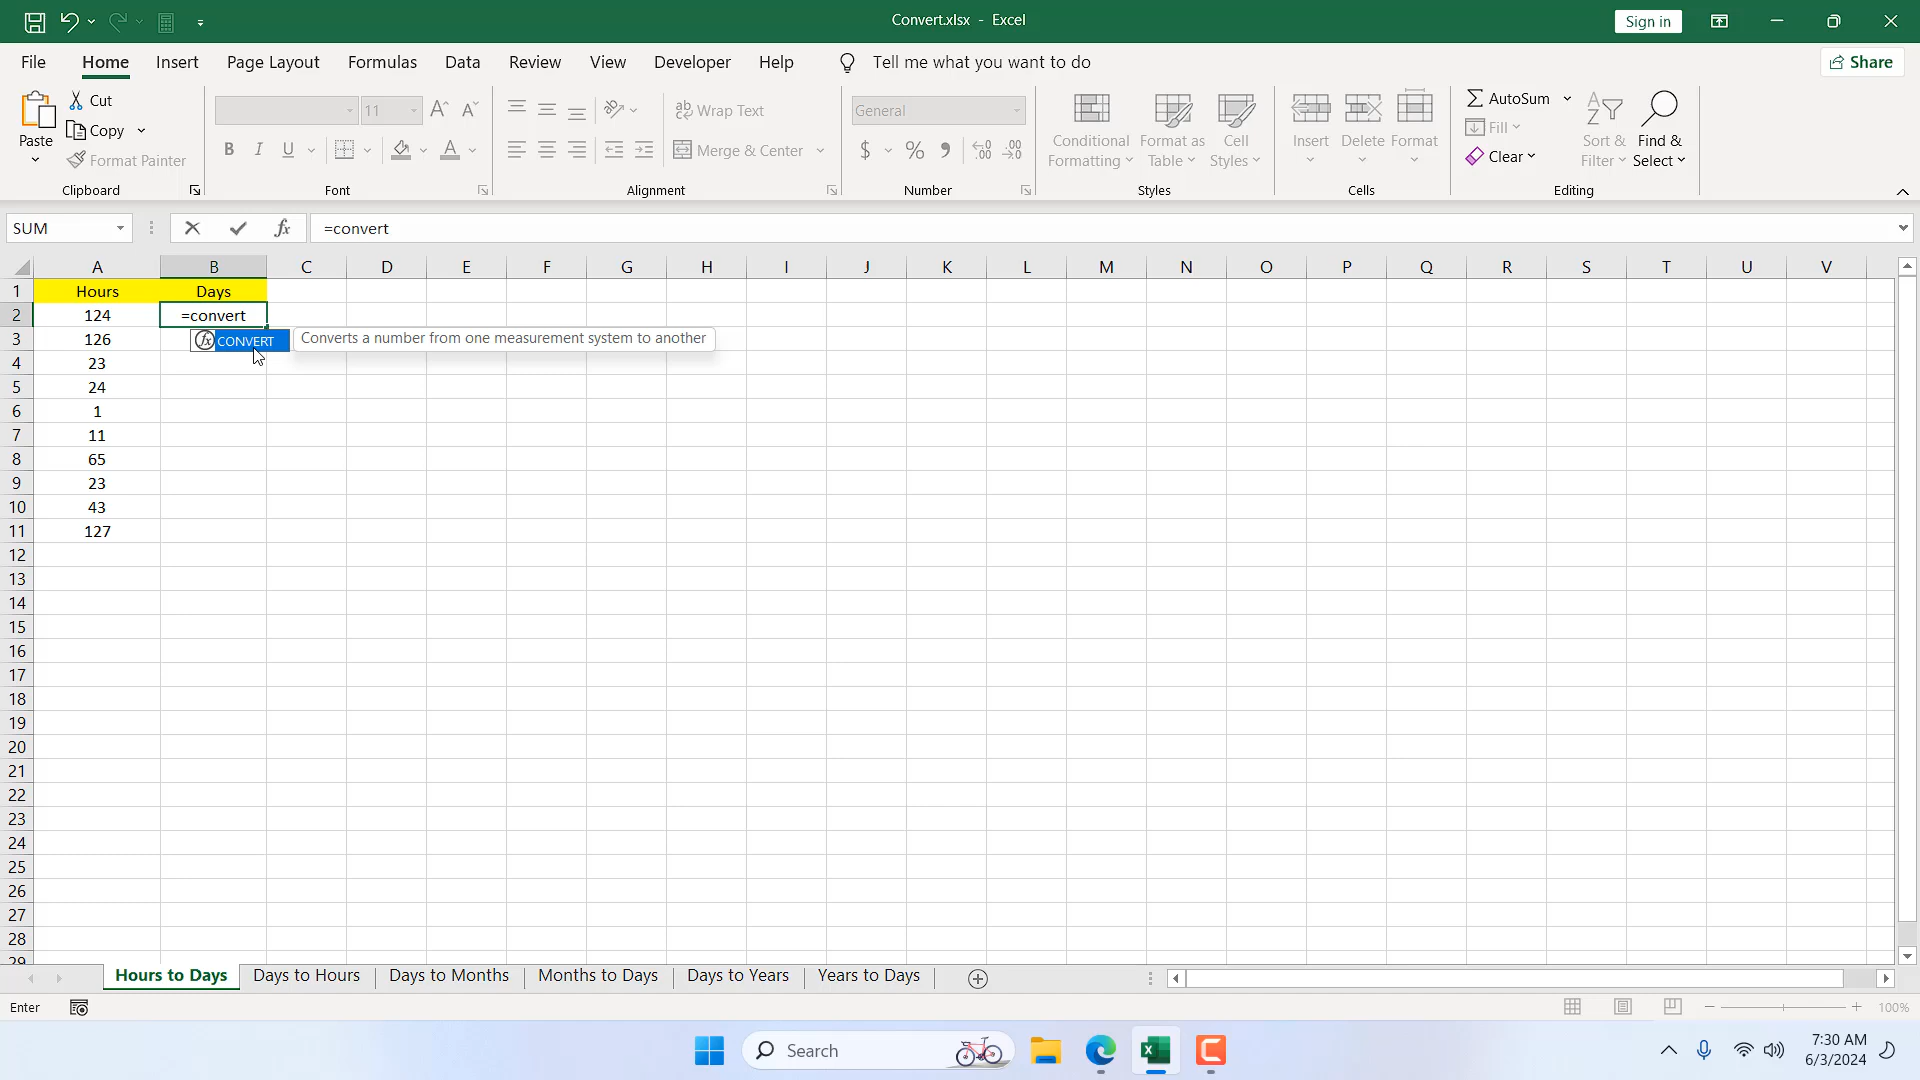 Convert.xlsx - Excel
Sign in
File Home Insert Page Layout Formulas Data Review View Developer Help Tell me what you want to do
Share
Paste
Cut
Copy
Format Painter
Clipboard
11
B I U
Font
ab Wrap Text
Merge & Center
Alignment
General
$ % 9 .00 .00
Number
Conditional Formatting
Format as Table
Cell Styles
Styles
Insert Delete Format
Cells
AutoSum
Fill
Clear
Sort & Filter
Find & Select
Editing
SUM fx =convert
A B C D E F G H I J K L M N O P Q R S T U V
1 Hours Days
2 124 =convert
3 126 CONVERT Converts a number from one measurement system to another
4 23
5 24
6 1
7 11
8 65
9 23
10 43
11 127
12
13
14
15
16
17
18
19
20
21
22
23
24
25
26
27
28
29
Hours to Days Days to Hours Days to Months Months to Days Days to Years Years to Days
Enter
100%
Search
7:30 AM
6/3/2024